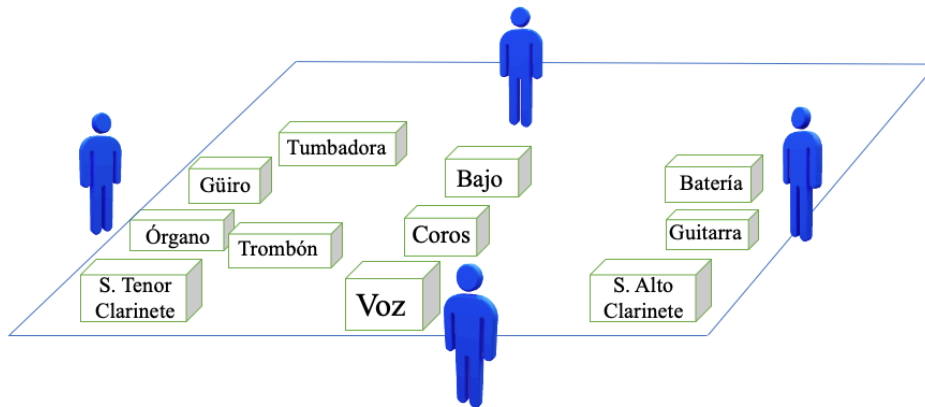 Tumbadora
Güiro
Bajo
Batería
Órgano
Trombón
Coros
Guitarra
S. Tenor
Clarinete
Voz
S. Alto
Clarinete